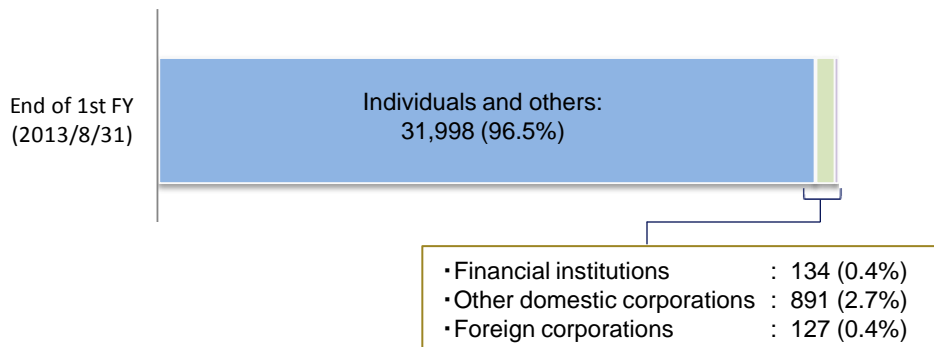 End of 1st FY
(2013/8/31)
Individuals and others:
31,998 (96.5%)
・Financial institutions : 134 (0.4%)
・Other domestic corporations : 891 (2.7%)
・Foreign corporations : 127 (0.4%)